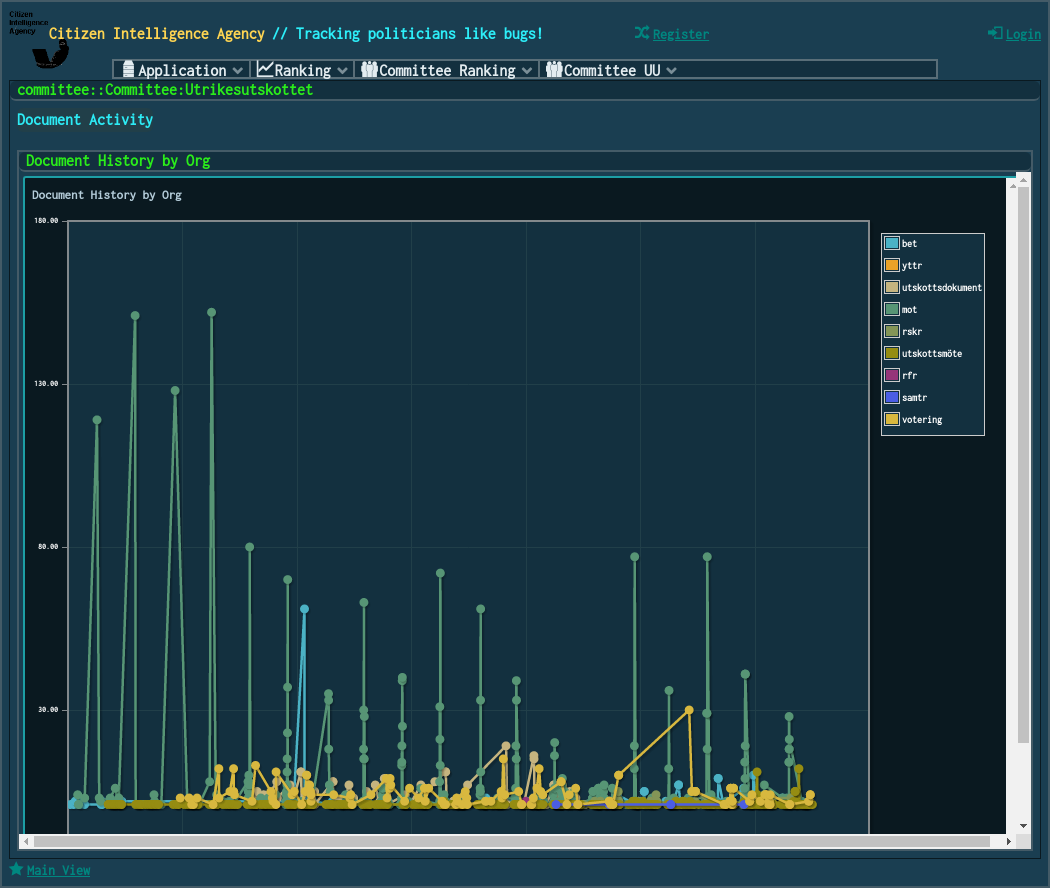 Citizen
Intelligence
Agency
Citizen Intelligence Agency // Tracking politicians like bugs!
Register
Login
Application
Ranking
Committee Ranking
Committee UU
committee::Committee:Utrikesutskottet
Document Activity
Document History by Org
Document History by Org
180.00
130.00
80.00
30.00
bet
yttr
utskottsdokument
mot
rskr
utskottsmöte
rfr
samtr
votering
Main View